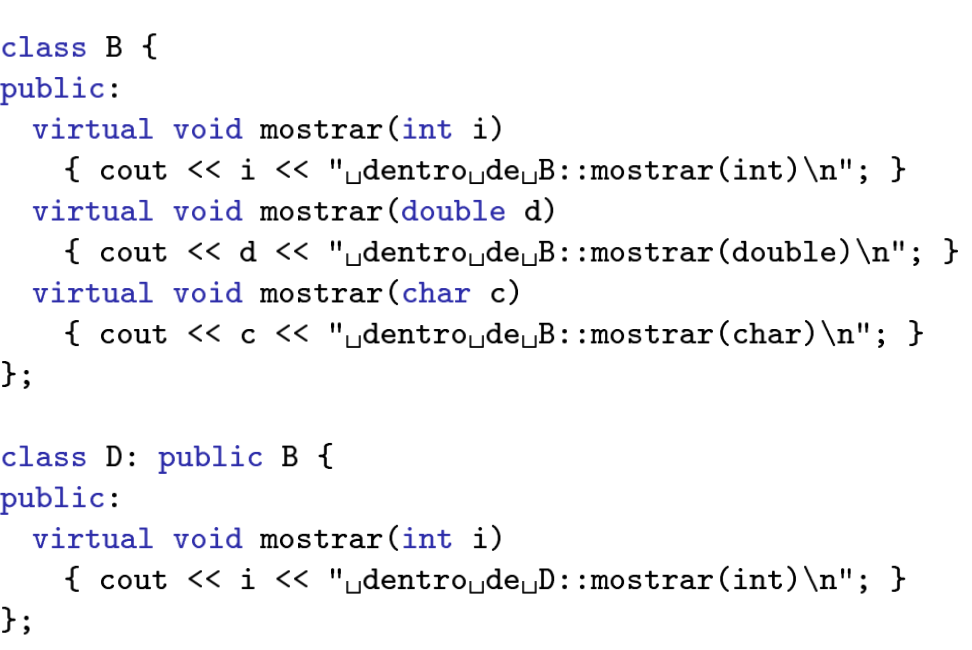 class B {
public:
  virtual void mostrar(int i)
    { cout << i << "␣dentro␣de␣B::mostrar(int)\n"; }
  virtual void mostrar(double d)
    { cout << d << "␣dentro␣de␣B::mostrar(double)\n"; }
  virtual void mostrar(char c)
    { cout << c << "␣dentro␣de␣B::mostrar(char)\n"; }
};

class D: public B {
public:
  virtual void mostrar(int i)
    { cout << i << "␣dentro␣de␣D::mostrar(int)\n"; }
};